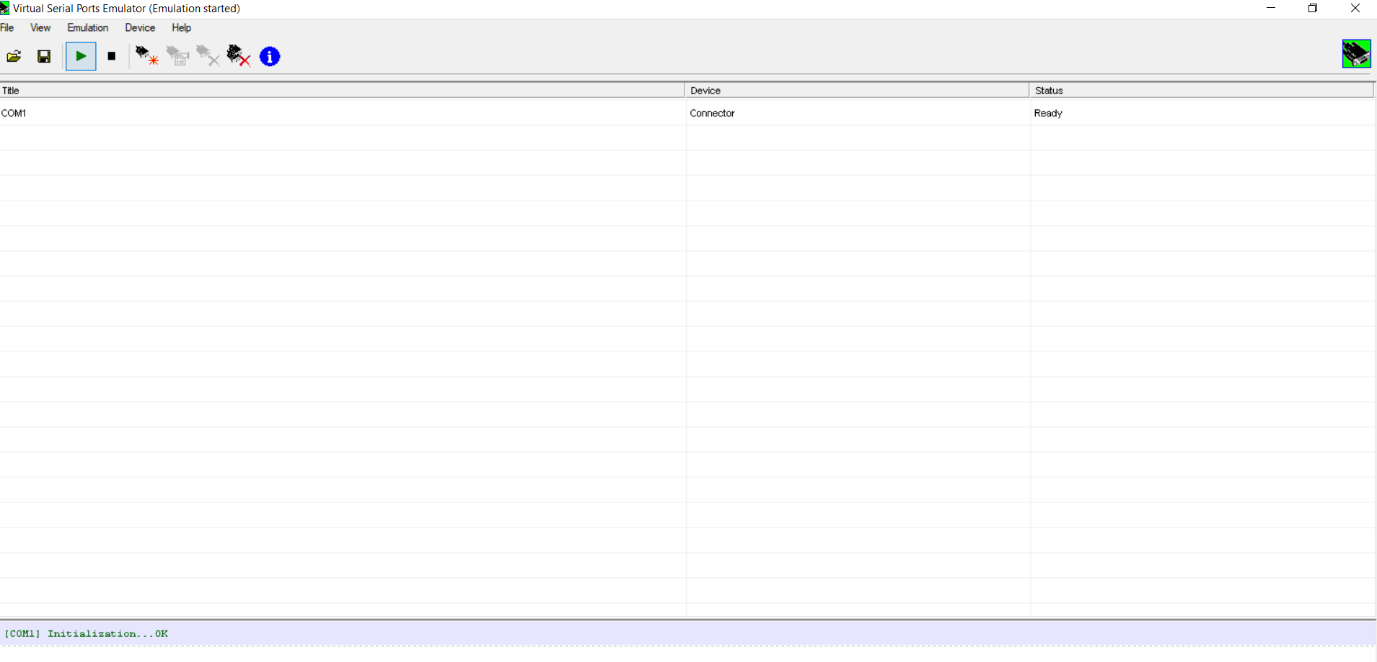 Virtual Serial Ports Emulator (Emulation started)
File View Emulation Device Help
Title Device Status
COM1 Connector Ready
[COM1] Initialization...OK